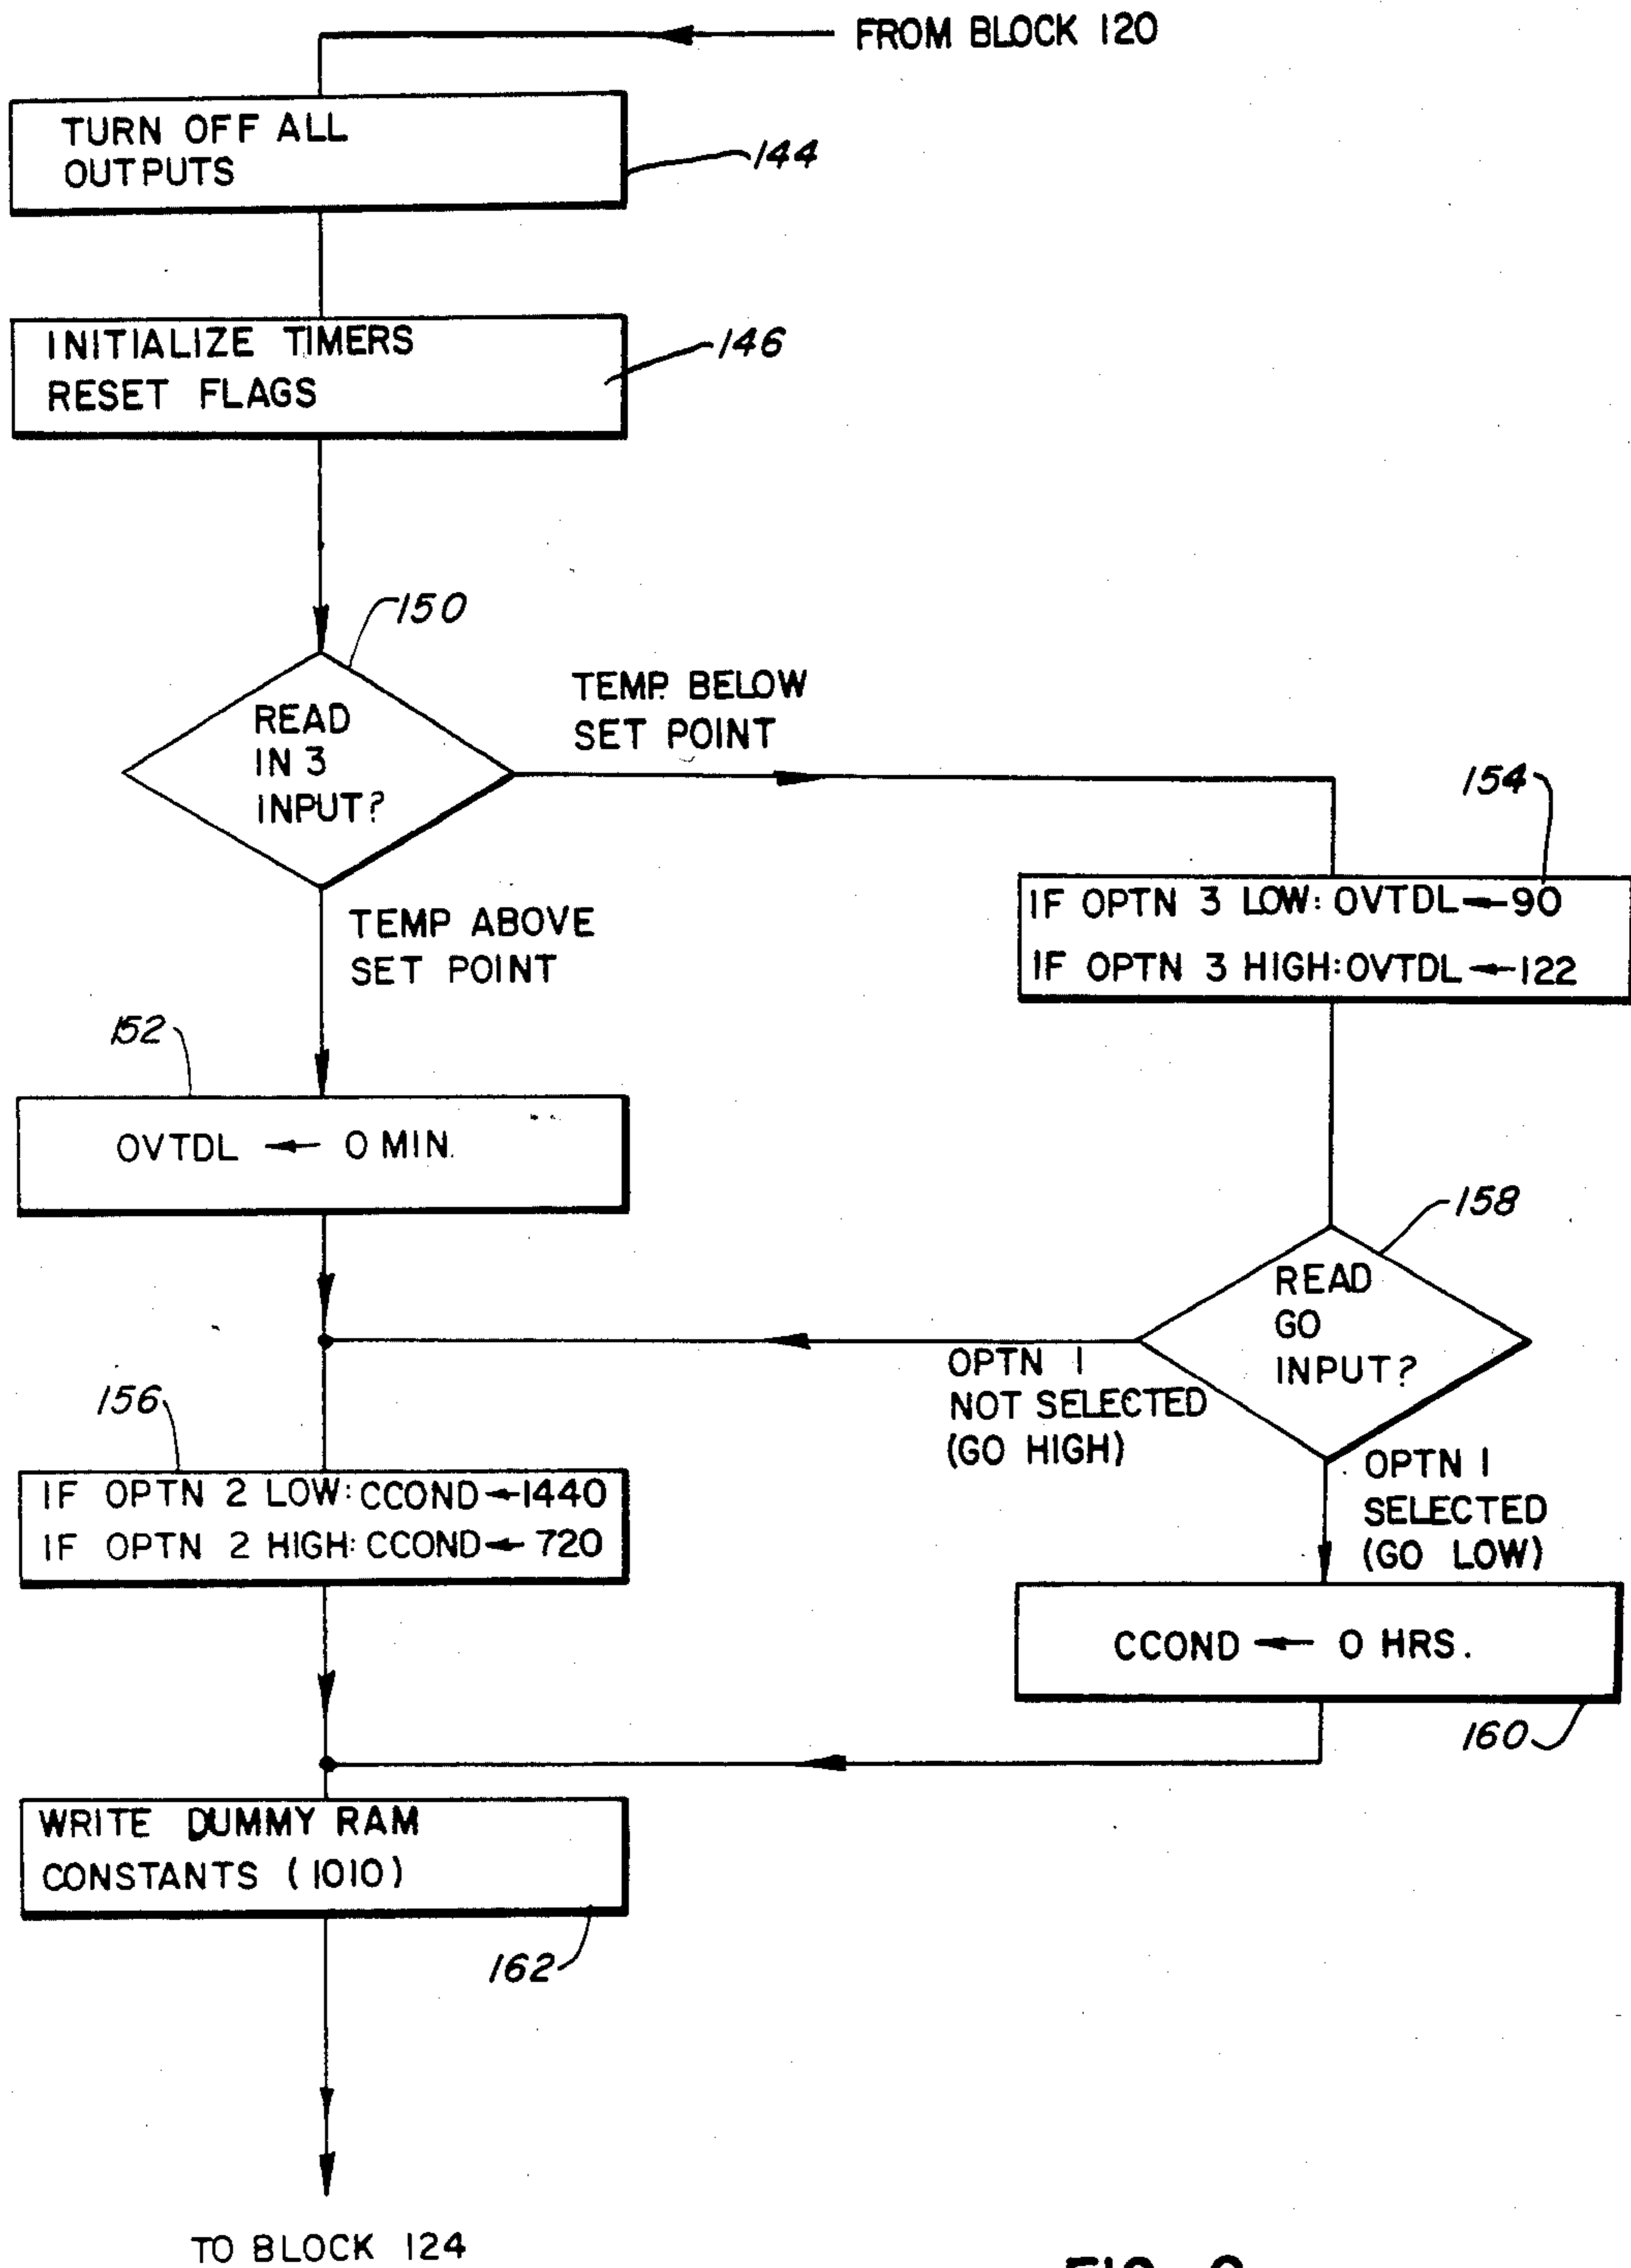 FROM BLOCK 120
TURN OFF ALL
OUTPUTS
144
INITIALIZE TIMERS
RESET FLAGS
146
150
READ
IN 3
INPUT?
TEMP. BELOW
SET POINT
TEMP ABOVE
SET POINT
154
IF OPTN 3 LOW: OVTDL←90
IF OPTN 3 HIGH: OVTDL←122
152
OVTDL ← 0 MIN.
158
READ
GO
INPUT?
OPTN 1
NOT SELECTED
(GO HIGH)
OPTN 1
SELECTED
(GO LOW)
156
IF OPTN 2 LOW: CCOND←1440
IF OPTN 2 HIGH: CCOND← 720
CCOND ← 0 HRS.
160
WRITE DUMMY RAM
CONSTANTS (1010)
162
TO BLOCK 124